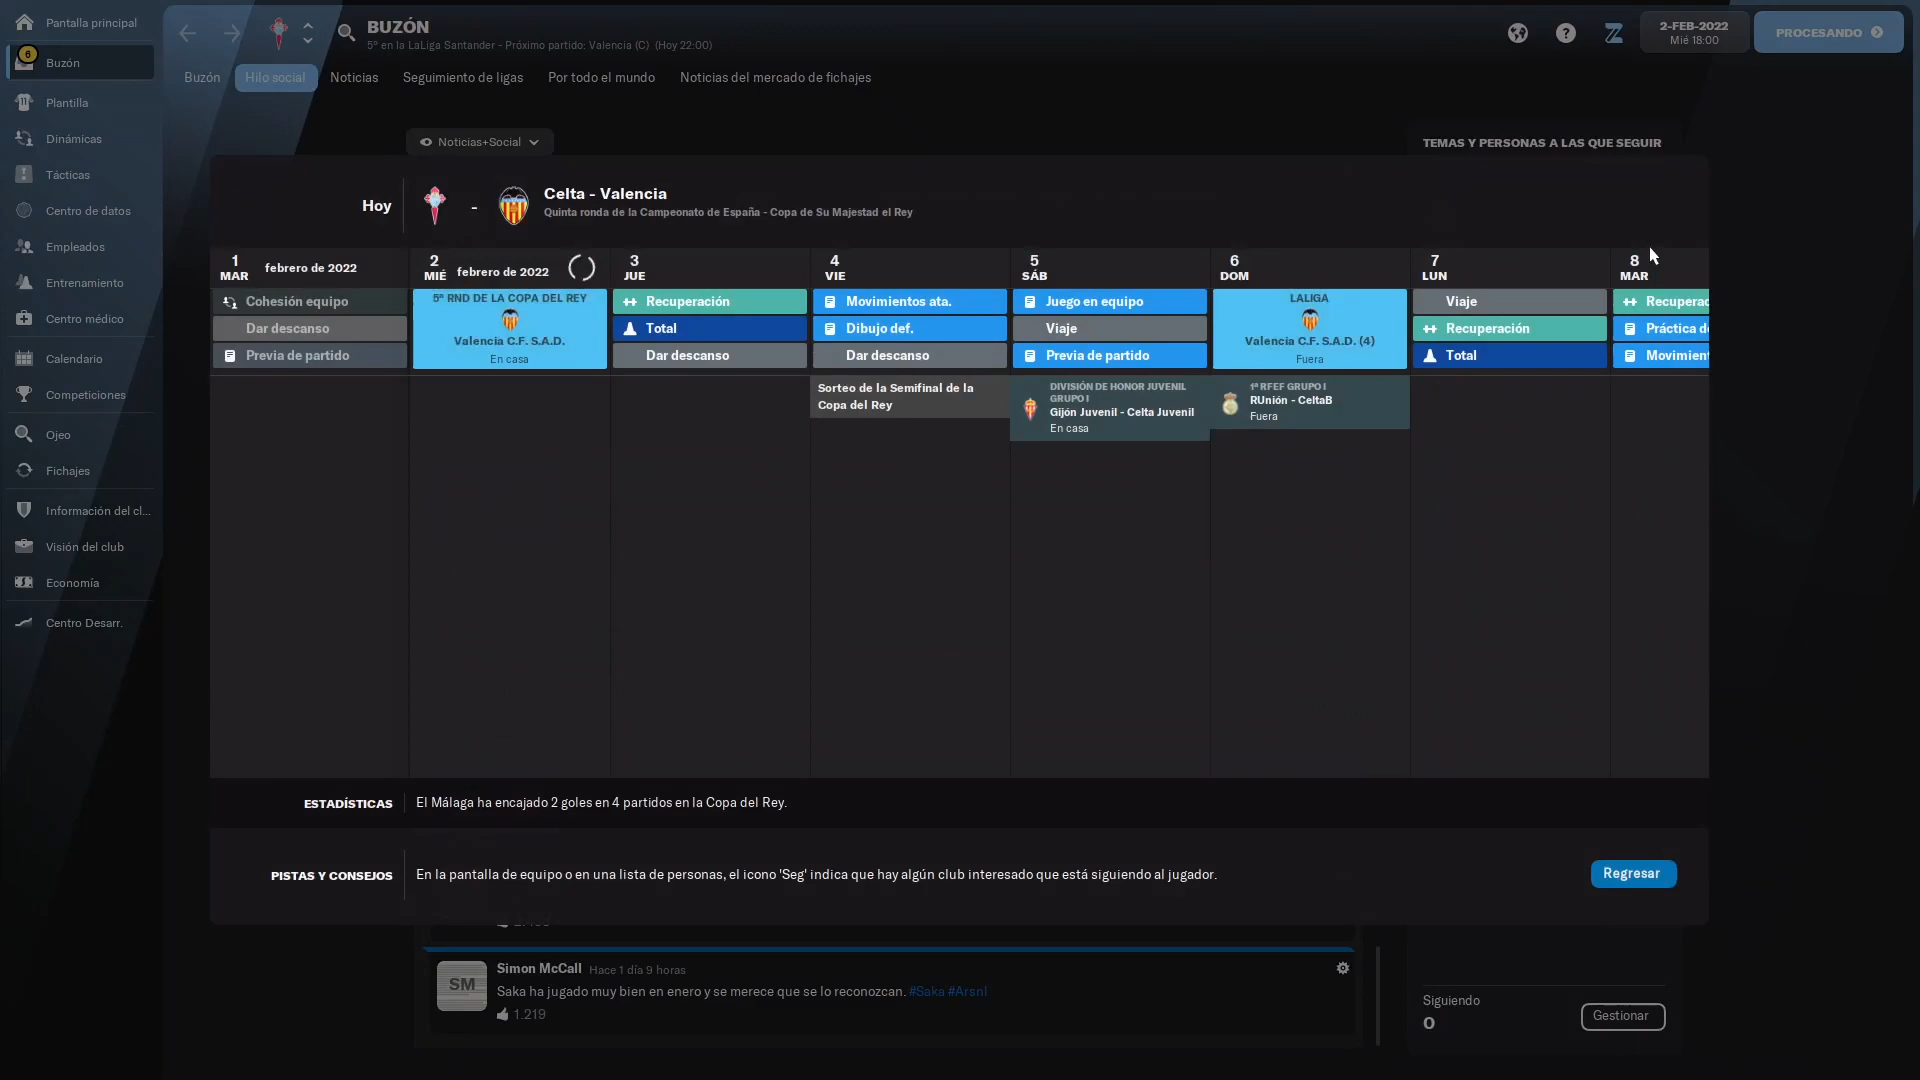 Pantalla principal
6
Buzón
Plantilla
Dinámicas
Tácticas
Centro de datos
Empleados
Entrenamiento
Centro médico
Calendario
Competiciones
Ojeo
Fichajes
Información del cl...
Visión del club
Economía
Centro Desarr.
BUZÓN
5º en la LaLiga Santander - Próximo partido: Valencia (C) (Hoy 22:00)
2-FEB-2022
Mié 18:00
PROCESANDO
Buzón
Hilo social
Noticias
Seguimiento de ligas
Por todo el mundo
Noticias del mercado de fichajes
Noticias+Social
TEMAS Y PERSONAS A LAS QUE SEGUIR
Hoy
-
Celta - Valencia
Quinta ronda de la Campeonato de España - Copa de Su Majestad el Rey
1 MAR febrero de 2022
Cohesión equipo
Dar descanso
Previa de partido
2 MIÉ febrero de 2022
5ª RND DE LA COPA DEL REY
Valencia C.F. S.A.D.
En casa
3 JUE
Recuperación
Total
Dar descanso
4 VIE
Movimientos ata.
Dibujo def.
Dar descanso
Sorteo de la Semifinal de la
Copa del Rey
5 SÁB
Juego en equipo
Viaje
Previa de partido
DIVISIÓN DE HONOR JUVENIL
GRUPO I
Gijón Juvenil - Celta Juvenil
En casa
6 DOM
LALIGA
Valencia C.F. S.A.D. (4)
Fuera
1ª RFEF GRUPO I
RUnión - CeltaB
Fuera
7 LUN
Viaje
Recuperación
Total
8 MAR
Recuperac
Práctica de
Movimient
ESTADÍSTICAS
El Málaga ha encajado 2 goles en 4 partidos en la Copa del Rey.
PISTAS Y CONSEJOS
En la pantalla de equipo o en una lista de personas, el icono 'Seg' indica que hay algún club interesado que está siguiendo al jugador.
Regresar
SM
Simon McCall Hace 1 día 9 horas
Saka ha jugado muy bien en enero y se merece que se lo reconozcan. #Saka #Arsnl
1.219
Siguiendo
0
Gestionar